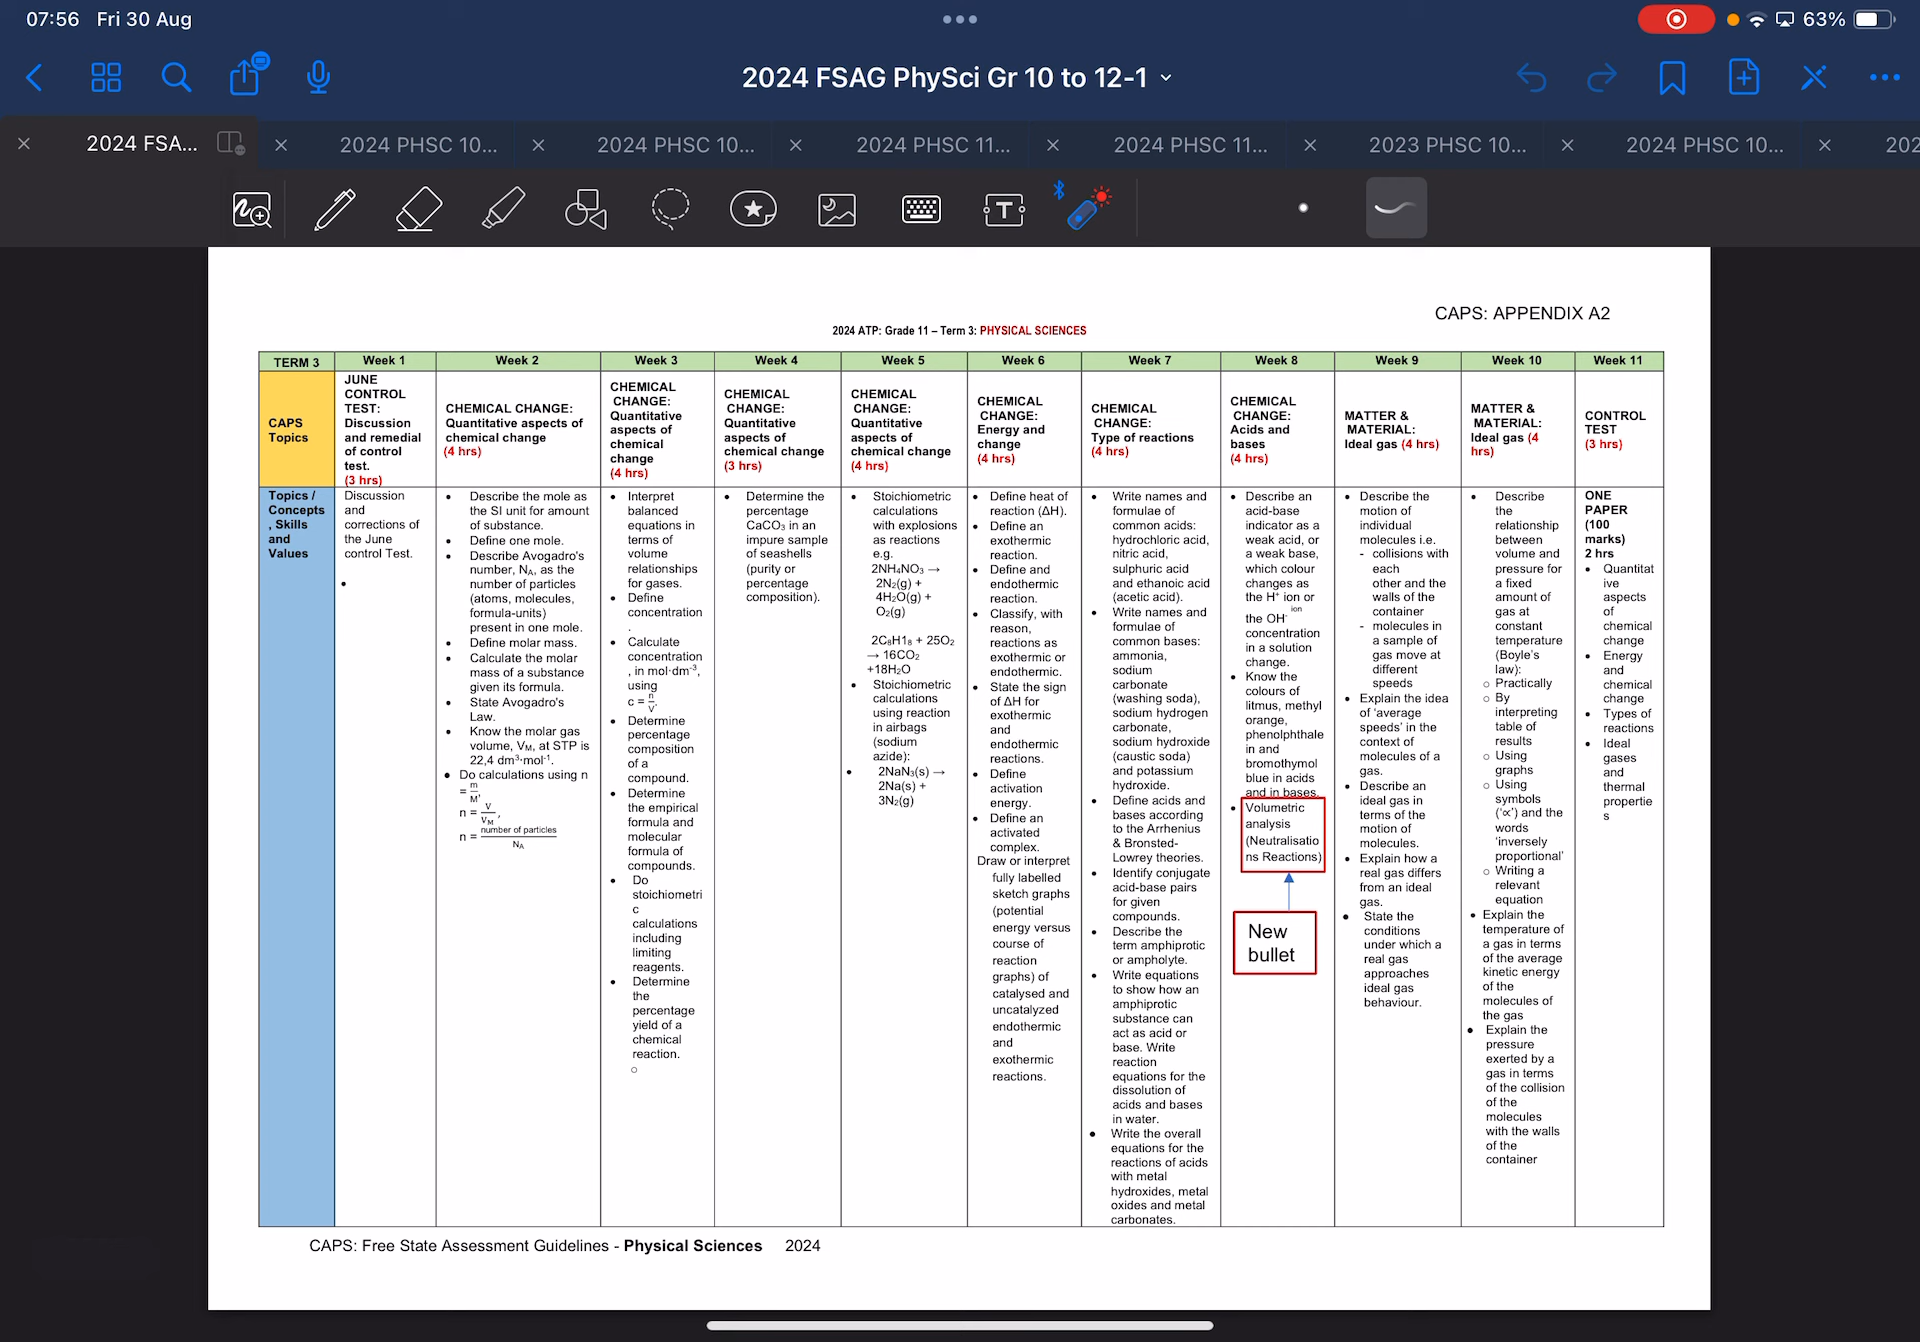 07:56 Fri 30 Aug
63%
2024 FSAG PhySci Gr 10 to 12-1
2024 FSA...
2024 PHSC 10...
2024 PHSC 10...
2024 PHSC 11...
2024 PHSC 11...
2023 PHSC 10...
2024 PHSC 10...
202
CAPS: APPENDIX A2
2024 ATP: Grade 11 – Term 3: PHYSICAL SCIENCES
TERM 3
Week 1
Week 2
Week 3
Week 4
Week 5
Week 6
Week 7
Week 8
Week 9
Week 10
Week 11
CAPS
Topics
JUNE
CONTROL
TEST:
Discussion
and remedial
of control
test.
(3 hrs)
CHEMICAL CHANGE:
Quantitative aspects of
chemical change
(4 hrs)
CHEMICAL
CHANGE:
Quantitative
aspects of
chemical
change
(4 hrs)
CHEMICAL
CHANGE:
Quantitative
aspects of
chemical change
(3 hrs)
CHEMICAL
CHANGE:
Quantitative
aspects of
chemical change
(4 hrs)
CHEMICAL
CHANGE:
Energy and
change
(4 hrs)
CHEMICAL
CHANGE:
Type of reactions
(4 hrs)
CHEMICAL
CHANGE:
Acids and
bases
(4 hrs)
MATTER &
MATERIAL:
Ideal gas (4 hrs)
MATTER &
MATERIAL:
Ideal gas (4
hrs)
CONTROL
TEST
(3 hrs)
Topics /
Concepts
, Skills
and
Values
Discussion
and
corrections of
the June
control Test.
•
• Describe the mole as
the SI unit for amount
of substance.
• Define one mole.
• Describe Avogadro's
number, Nₐ, as the
number of particles
(atoms, molecules,
formula-units)
present in one mole.
• Define molar mass.
• Calculate the molar
mass of a substance
given its formula.
• State Avogadro's
Law.
• Know the molar gas
volume, Vₘ, at STP is
22,4 dm³·mol⁻¹.
• Do calculations using n
= m/M,
n = V/Vₘ,
n = number of particles/Nₐ
• Interpret
balanced
equations in
terms of
volume
relationships
for gases.
• Define
concentration
.
• Calculate
concentration
, in mol·dm⁻³,
using
c = n/V.
• Determine
percentage
composition
of a
compound.
• Determine
the empirical
formula and
molecular
formula of
compounds.
• Do
stoichiometri
c
calculations
including
limiting
reagents.
• Determine
the
percentage
yield of a
chemical
reaction.
○
• Determine the
percentage
CaCO₃ in an
impure sample
of seashells
(purity or
percentage
composition).
• Stoichiometric
calculations
with explosions
as reactions
e.g.
2NH₄NO₃ →
2N₂(g) +
4H₂O(g) +
O₂(g)
2C₈H1₈ + 25O₂
→ 16CO₂
+18H₂O
• Stoichiometric
calculations
using reaction
in airbags
(sodium
azide):
• 2NaN₃(s) →
2Na(s) +
3N₂(g)
• Define heat of
reaction (ΔH).
• Define an
exothermic
reaction.
• Define and
endothermic
reaction.
• Classify, with
reason,
reactions as
exothermic or
endothermic.
• State the sign
of ΔH for
exothermic
and
endothermic
reactions.
• Define
activation
energy.
• Define an
activated
complex.
Draw or interpret
fully labelled
sketch graphs
(potential
energy versus
course of
reaction
graphs) of
catalysed and
uncatalyzed
endothermic
and
exothermic
reactions.
• Write names and
formulae of
common acids:
hydrochloric acid,
nitric acid,
sulphuric acid
and ethanoic acid
(acetic acid).
• Write names and
formulae of
common bases:
ammonia,
sodium
carbonate
(washing soda),
sodium hydrogen
carbonate,
sodium hydroxide
(caustic soda)
and potassium
hydroxide.
• Define acids and
bases according
to the Arrhenius
& Bronsted-
Lowrey theories.
• Identify conjugate
acid-base pairs
for given
compounds.
• Describe the
term amphiprotic
or ampholyte.
• Write equations
to show how an
amphiprotic
substance can
act as acid or
base. Write
reaction
equations for the
dissolution of
acids and bases
in water.
• Write the overall
equations for the
reactions of acids
with metal
hydroxides, metal
oxides and metal
carbonates.
• Describe an
acid-base
indicator as a
weak acid, or
a weak base,
which colour
changes as
the H⁺ ion or
the OH⁻ ion
concentration
in a solution
change.
• Know the
colours of
litmus, methyl
orange,
phenolphthale
in and
bromothymol
blue in acids
and in bases.
• Volumetric
analysis
(Neutralisatio
ns Reactions)
New
bullet
• Describe the
motion of
individual
molecules i.e.
- collisions with
each
other and the
walls of the
container
- molecules in
a sample of
gas move at
different
speeds
• Explain the idea
of ‘average
speeds’ in the
context of
molecules of a
gas.
• Describe an
ideal gas in
terms of the
motion of
molecules.
• Explain how a
real gas differs
from an ideal
gas.
• State the
conditions
under which a
real gas
approaches
ideal gas
behaviour.
• Describe
the
relationship
between
volume and
pressure for
a fixed
amount of
gas at
constant
temperature
(Boyle's
law):
○ Practically
○ By
interpreting
table of
results
○ Using
graphs
○ Using
symbols
(‘∝’) and the
words
‘inversely
proportional’
○ Writing a
relevant
equation
• Explain the
temperature of
a gas in terms
of the average
kinetic energy
of the
molecules of
the gas
• Explain the
pressure
exerted by a
gas in terms
of the collision
of the
molecules
with the walls
of the
container
ONE
PAPER
(100
marks)
2 hrs
• Quantitat
ive
aspects
of
chemical
change
• Energy
and
chemical
change
• Types of
reactions
• Ideal
gases
and
thermal
propertie
s
CAPS: Free State Assessment Guidelines - Physical Sciences 2024